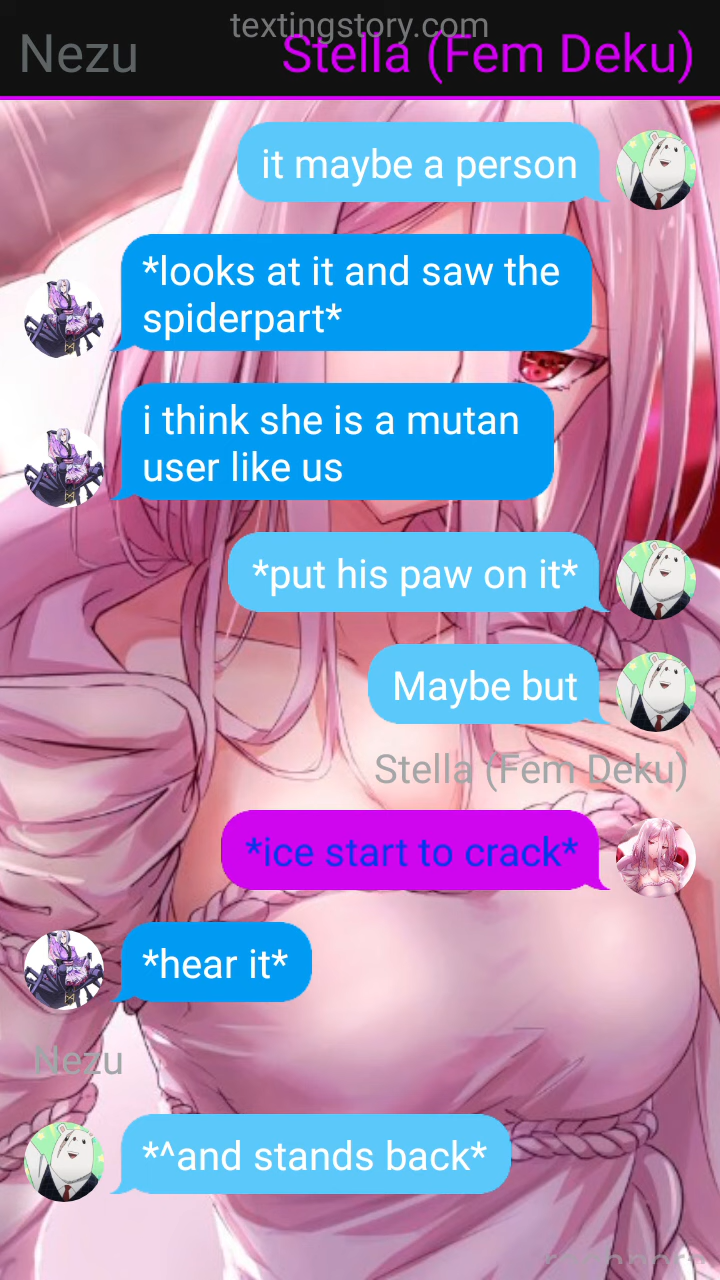 textingstory.com
Nezu
Stella (Fem Deku)
it maybe a person
*looks at it and saw the
spiderpart*
i think she is a mutan
user like us
*put his paw on it*
Maybe but
Stella (Fem Deku)
*ice start to crack*
*hear it*
Nezu
*^and stands back*